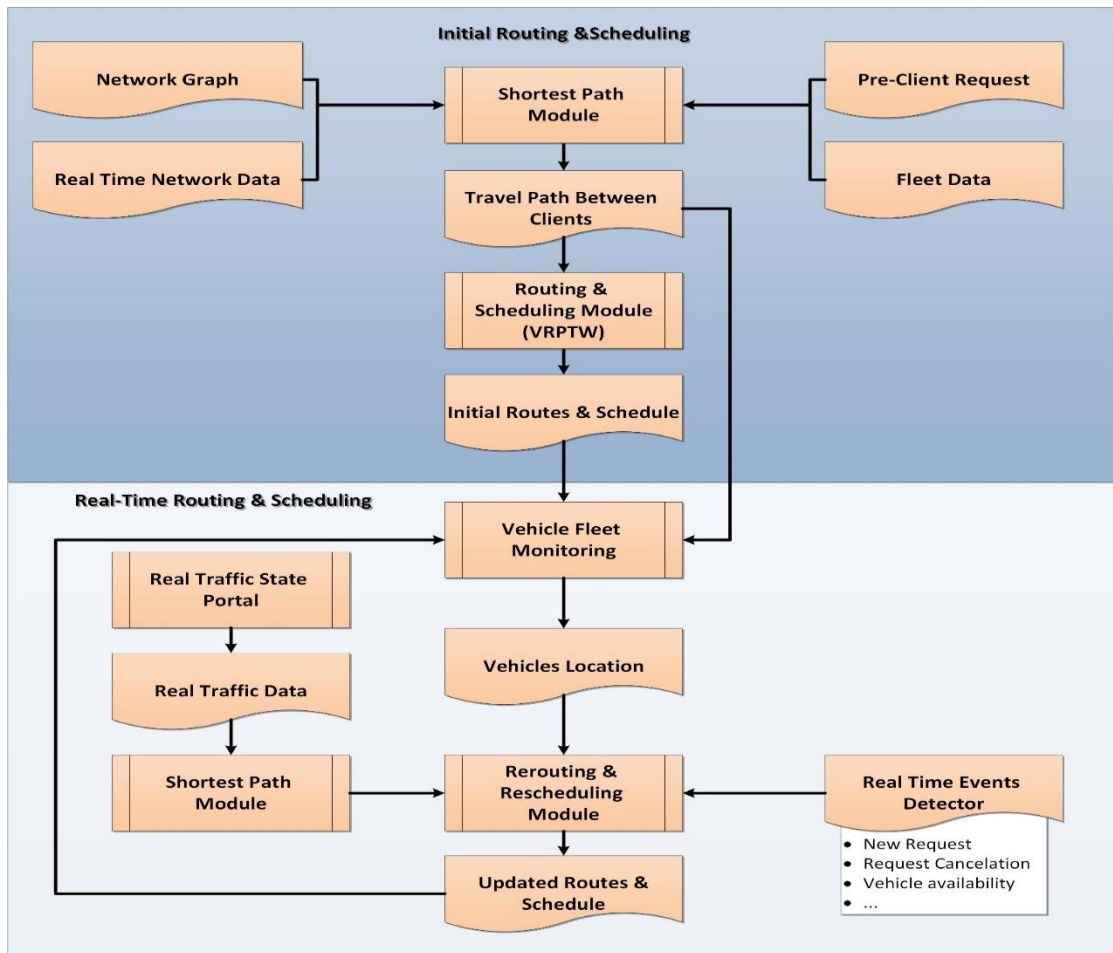 Initial Routing &Scheduling
Network Graph
Shortest Path
Module
Pre-Client Request
Real Time Network Data
Travel Path Between
Clients
Fleet Data
Routing &
Scheduling Module
(VRPTW)
Initial Routes & Schedule
Real-Time Routing & Scheduling
Vehicle Fleet
Monitoring
Real Traffic State
Portal
Vehicles Location
Real Traffic Data
Shortest Path
Module
Rerouting &
Rescheduling
Module
Real Time Events
Detector
• New Request
• Request Cancelation
• Vehicle availability
• ...
Updated Routes &
Schedule